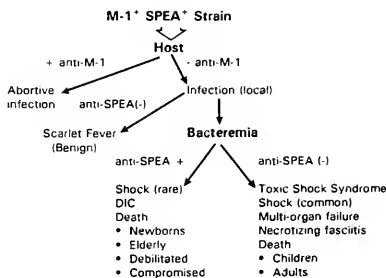 M-1+ SPEA+ Strain
Host
+ anti-M-1
- anti-M-1
Abortive
infection
anti-SPEA(-)
Infection (local)
Scarlet Fever
(Benign)
Bacteremia
anti-SPEA +
anti-SPEA (-)
Shock (rare)
DIC
Death
• Newborns
• Elderly
• Debilitated
• Compromised
Toxic Shock Syndrome
Shock (common)
Multi-organ failure
Necrotizing fasciitis
Death
• Children
• Adults